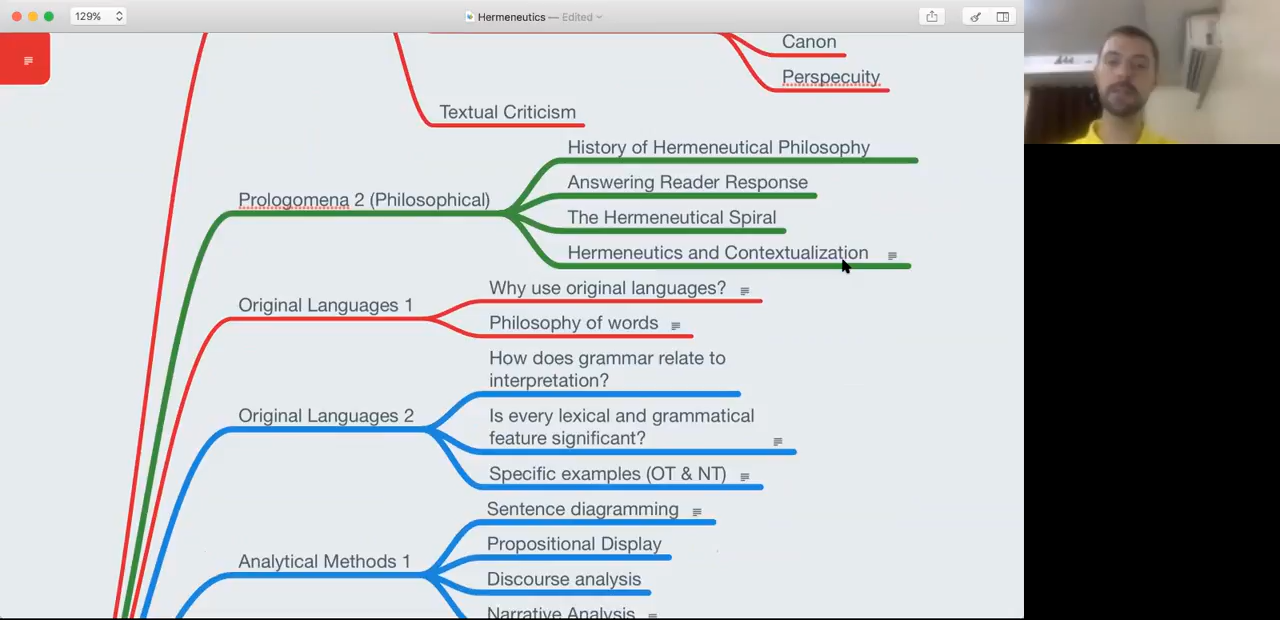 129%
Hermeneutics — Edited
Canon
Perspecuity
Textual Criticism
History of Hermeneutical Philosophy
Prologomena 2 (Philosophical)
Answering Reader Response
The Hermeneutical Spiral
Hermeneutics and Contextualization
Original Languages 1
Why use original languages?
Philosophy of words
Original Languages 2
How does grammar relate to
interpretation?
Is every lexical and grammatical
feature significant?
Specific examples (OT & NT)
Analytical Methods 1
Sentence diagramming
Propositional Display
Discourse analysis
Narrative Analysis